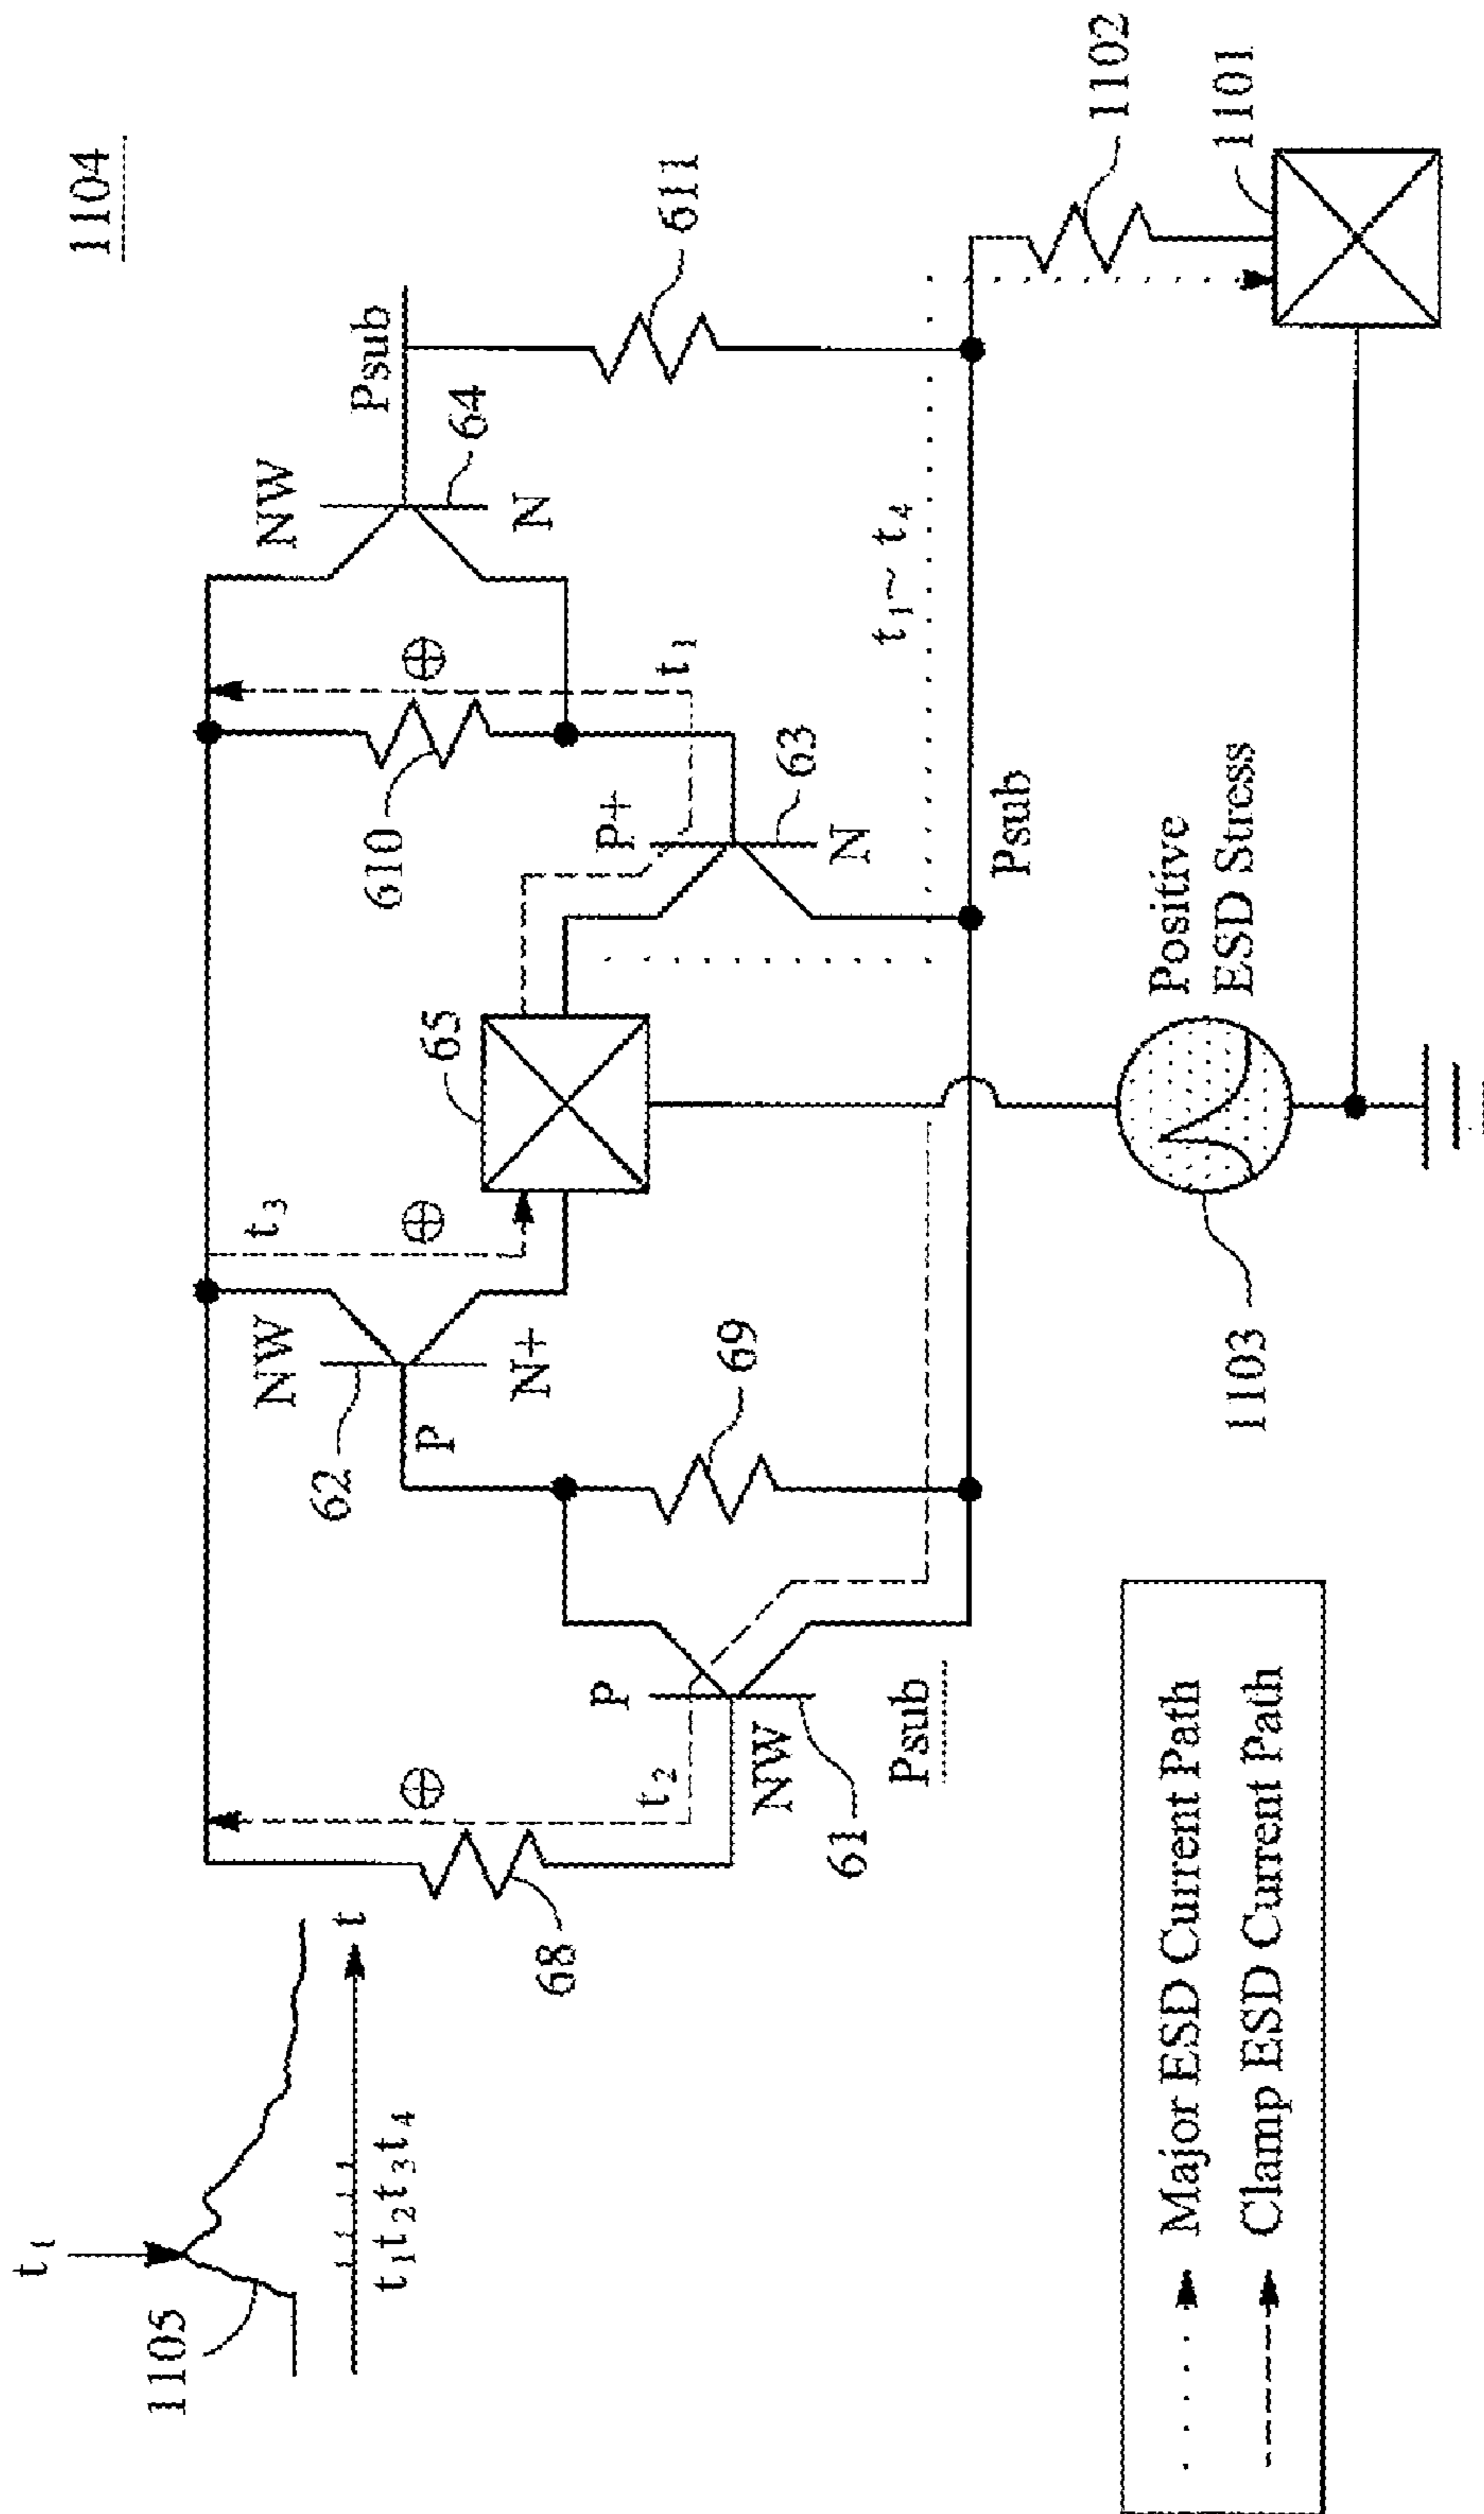 1104
t₁
1105
t₁ t₂ t₃ t₄
t
68
⊕
t₂
P
NW
61
Psub
NW
62
P
N+
69
t₃
⊕
65
610
⊕
t₁
P+
63
N
NW
64
N
Psub
611
t₁~t₄
Psub
1102
1101
Positive
ESD Stress
1103
Major ESD Current Path
Clamp ESD Current Path